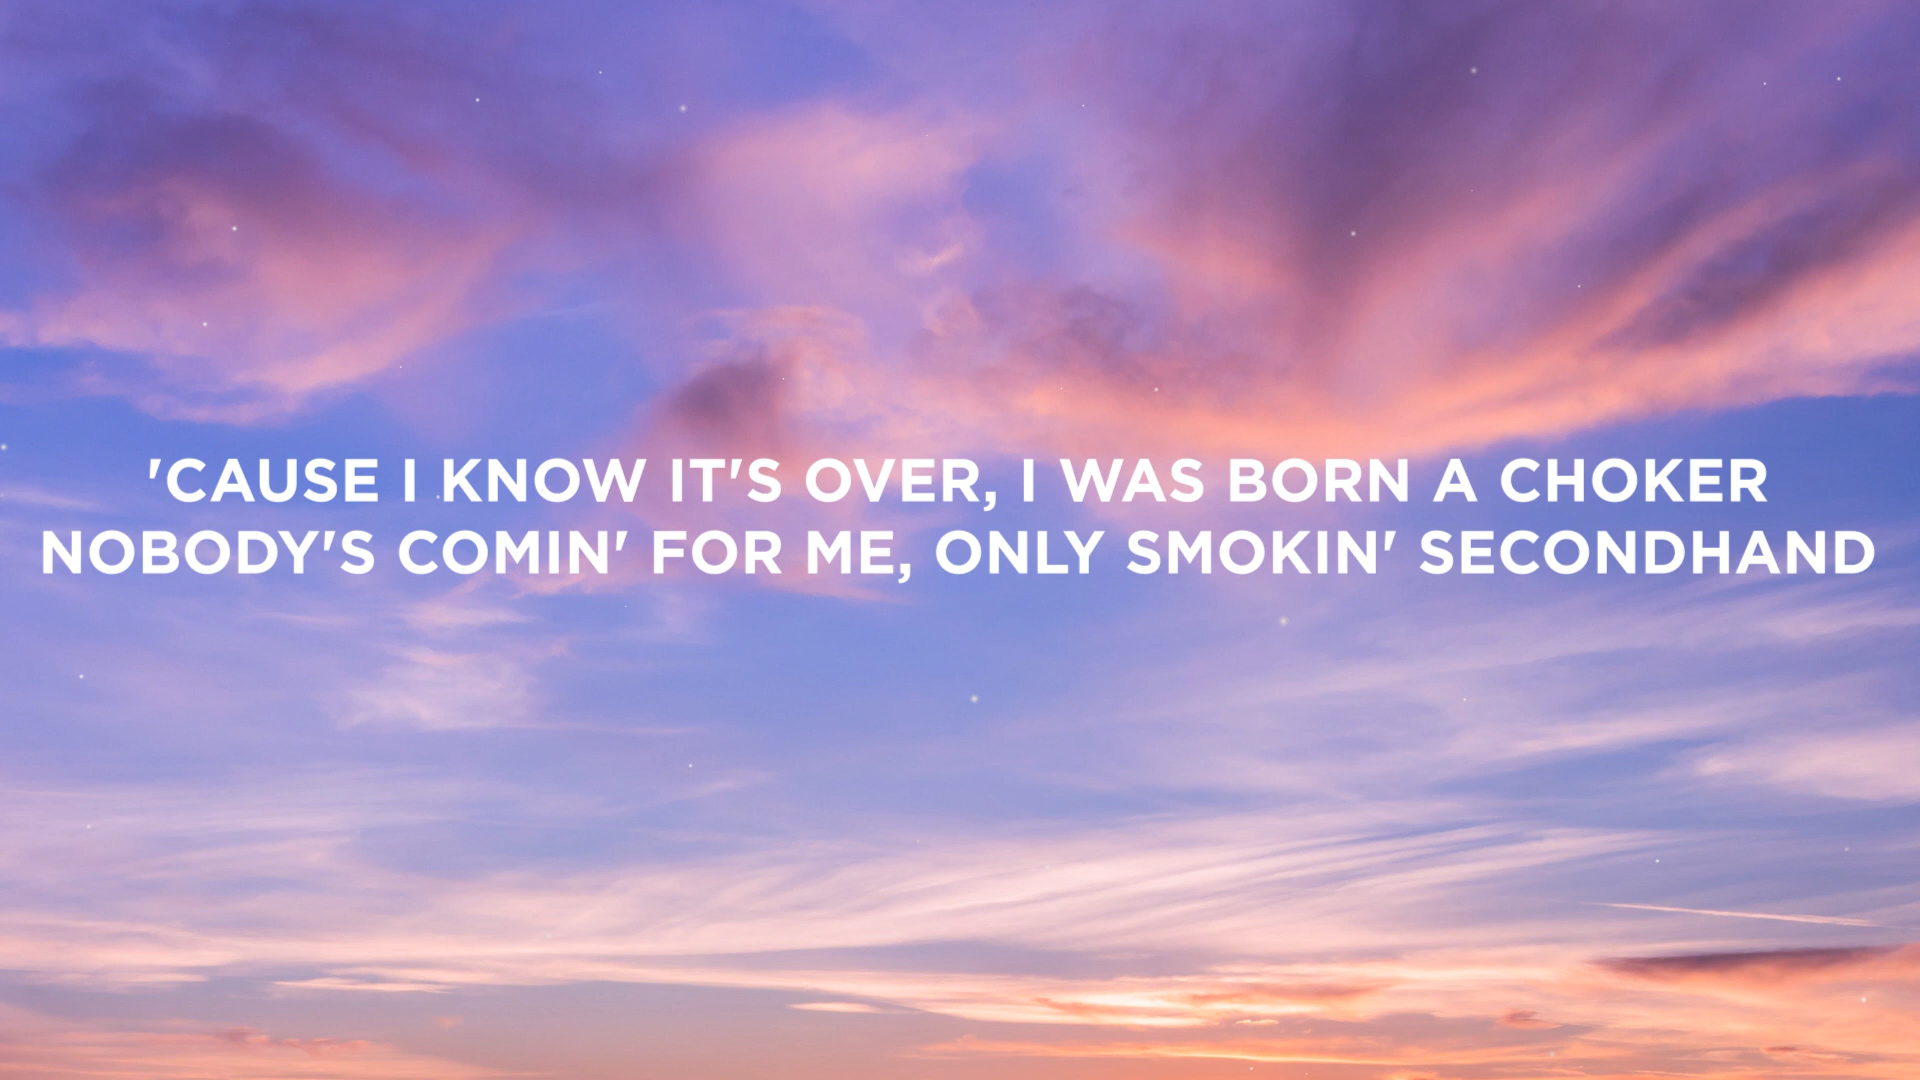 'CAUSE I KNOW IT'S OVER, I WAS BORN A CHOKER
NOBODY'S COMIN' FOR ME, ONLY SMOKIN' SECONDHAND